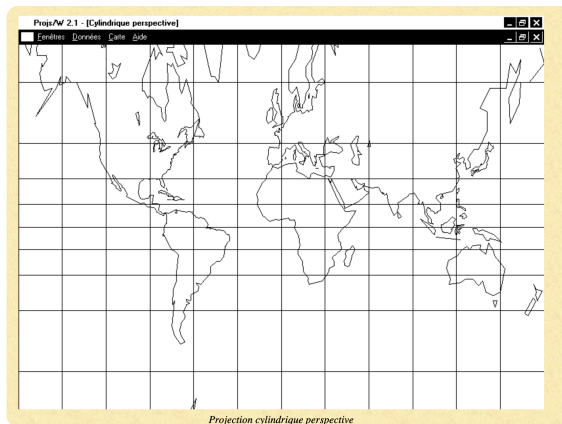 Projs/W 2.1 - [Cylindrique perspective]
Fenêtres Données Carte Aide
Projection cylindrique perspective